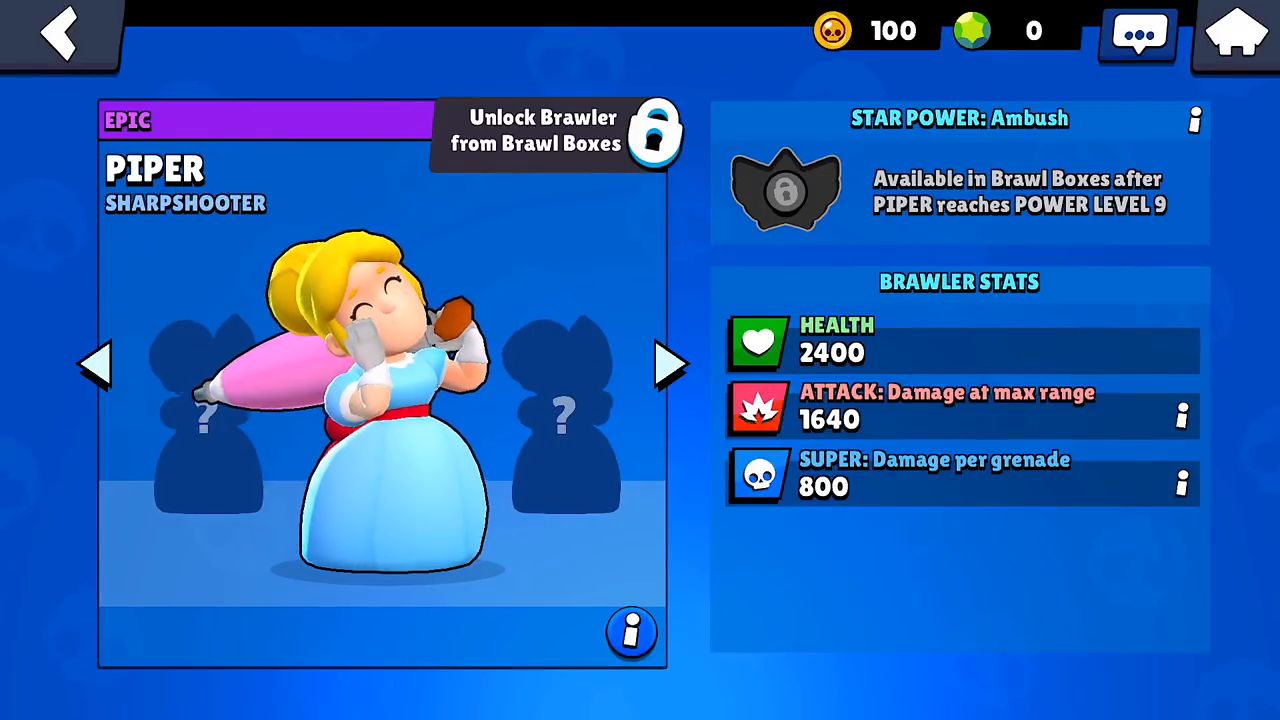 100
0
EPIC
Unlock Brawler
from Brawl Boxes
PIPER
SHARPSHOOTER
?
?
STAR POWER: Ambush
Available in Brawl Boxes after
PIPER reaches POWER LEVEL 9
BRAWLER STATS
HEALTH
2400
ATTACK: Damage at max range
1640
SUPER: Damage per grenade
800